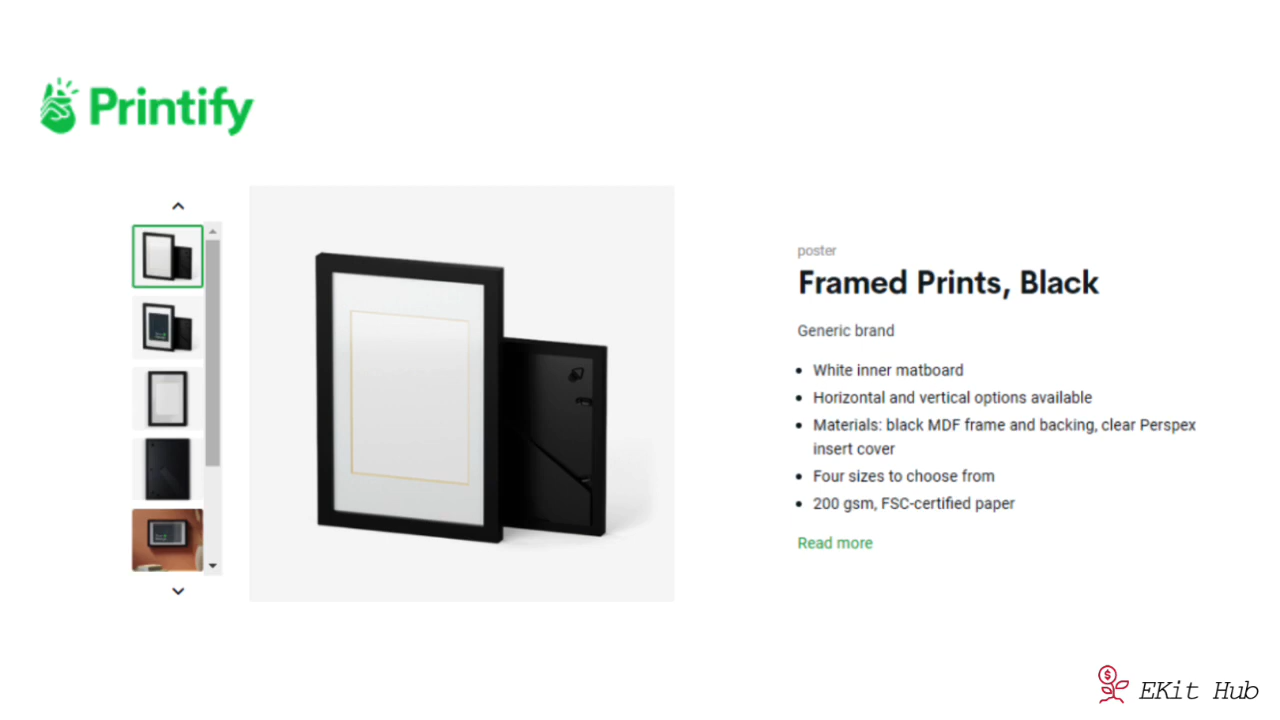 Printify
poster
Framed Prints, Black
Generic brand
White inner matboard
Horizontal and vertical options available
Materials: black MDF frame and backing, clear Perspex
insert cover
Four sizes to choose from
200 gsm, FSC-certified paper
Read more
EKit Hub